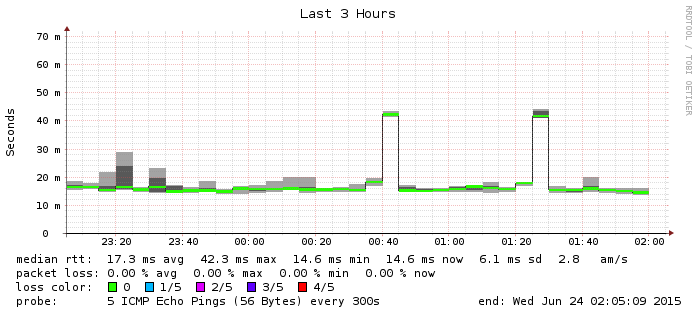 Last 3 Hours
RRDTOOL / TOBI OETIKER
Seconds
70 m
60 m
50 m
40 m
30 m
20 m
10 m
0
23:20 23:40 00:00 00:20 00:40 01:00 01:20 01:40 02:00
median rtt: 17.3 ms avg 42.3 ms max 14.6 ms min 14.6 ms now 6.1 ms sd 2.8 am/s
packet loss: 0.00 % avg 0.00 % max 0.00 % min 0.00 % now
loss color: 0 1/5 2/5 3/5 4/5
probe: 5 ICMP Echo Pings (56 Bytes) every 300s end: Wed Jun 24 02:05:09 2015